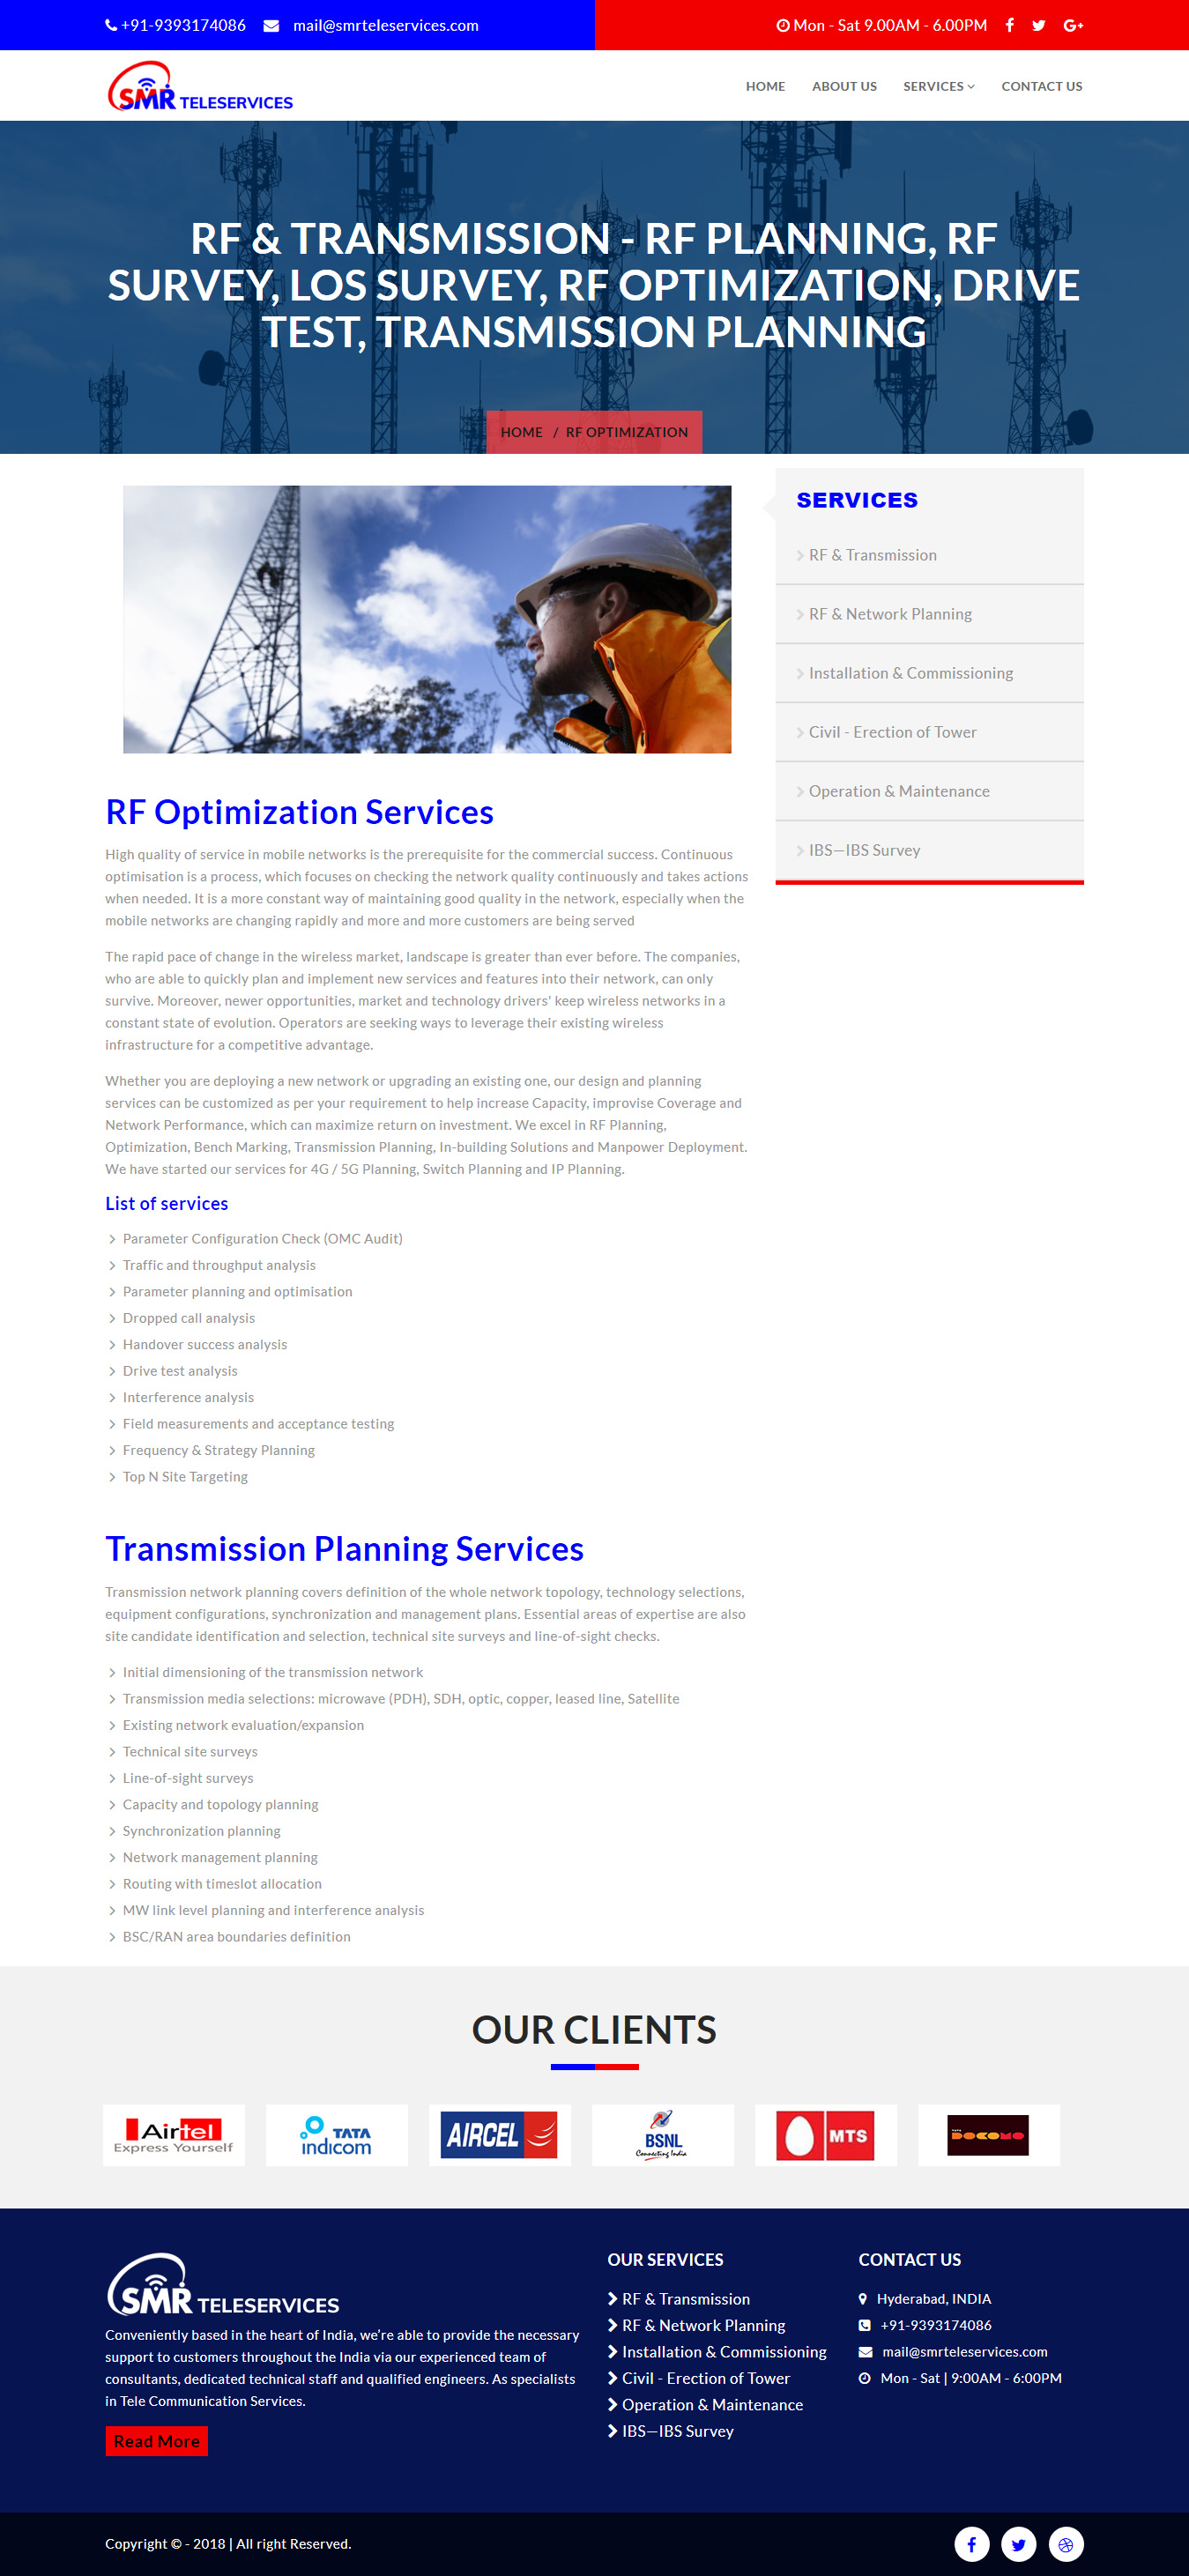 +91-9393174086 mail@smrteleservices.com Mon - Sat 9.00AM - 6.00PM
SMR TELESERVICES
HOME ABOUT US SERVICES CONTACT US
RF & TRANSMISSION - RF PLANNING, RF
SURVEY, LOS SURVEY, RF OPTIMIZATION, DRIVE
TEST, TRANSMISSION PLANNING
HOME / RF OPTIMIZATION
SERVICES
RF & Transmission
RF & Network Planning
Installation & Commissioning
Civil - Erection of Tower
Operation & Maintenance
IBS—IBS Survey
RF Optimization Services
High quality of service in mobile networks is the prerequisite for the commercial success. Continuous
optimisation is a process, which focuses on checking the network quality continuously and takes actions
when needed. It is a more constant way of maintaining good quality in the network, especially when the
mobile networks are changing rapidly and more and more customers are being served
The rapid pace of change in the wireless market, landscape is greater than ever before. The companies,
who are able to quickly plan and implement new services and features into their network, can only
survive. Moreover, newer opportunities, market and technology drivers' keep wireless networks in a
constant state of evolution. Operators are seeking ways to leverage their existing wireless
infrastructure for a competitive advantage.
Whether you are deploying a new network or upgrading an existing one, our design and planning
services can be customized as per your requirement to help increase Capacity, improvise Coverage and
Network Performance, which can maximize return on investment. We excel in RF Planning,
Optimization, Bench Marking, Transmission Planning, In-building Solutions and Manpower Deployment.
We have started our services for 4G / 5G Planning, Switch Planning and IP Planning.
List of services
Parameter Configuration Check (OMC Audit)
Traffic and throughput analysis
Parameter planning and optimisation
Dropped call analysis
Handover success analysis
Drive test analysis
Interference analysis
Field measurements and acceptance testing
Frequency & Strategy Planning
Top N Site Targeting
Transmission Planning Services
Transmission network planning covers definition of the whole network topology, technology selections,
equipment configurations, synchronization and management plans. Essential areas of expertise are also
site candidate identification and selection, technical site surveys and line-of-sight checks.
Initial dimensioning of the transmission network
Transmission media selections: microwave (PDH), SDH, optic, copper, leased line, Satellite
Existing network evaluation/expansion
Technical site surveys
Line-of-sight surveys
Capacity and topology planning
Synchronization planning
Network management planning
Routing with timeslot allocation
MW link level planning and interference analysis
BSC/RAN area boundaries definition
OUR CLIENTS
Airtel
Express Yourself
TATA
indicom
AIRCEL
BSNL
Connecting India
MTS
TATA
DOCOMO
SMR TELESERVICES
Conveniently based in the heart of India, we're able to provide the necessary
support to customers throughout the India via our experienced team of
consultants, dedicated technical staff and qualified engineers. As specialists
in Tele Communication Services.
Read More
OUR SERVICES
RF & Transmission
RF & Network Planning
Installation & Commissioning
Civil - Erection of Tower
Operation & Maintenance
IBS—IBS Survey
CONTACT US
Hyderabad, INDIA
+91-9393174086
mail@smrteleservices.com
Mon - Sat | 9:00AM - 6:00PM
Copyright © - 2018 | All right Reserved.